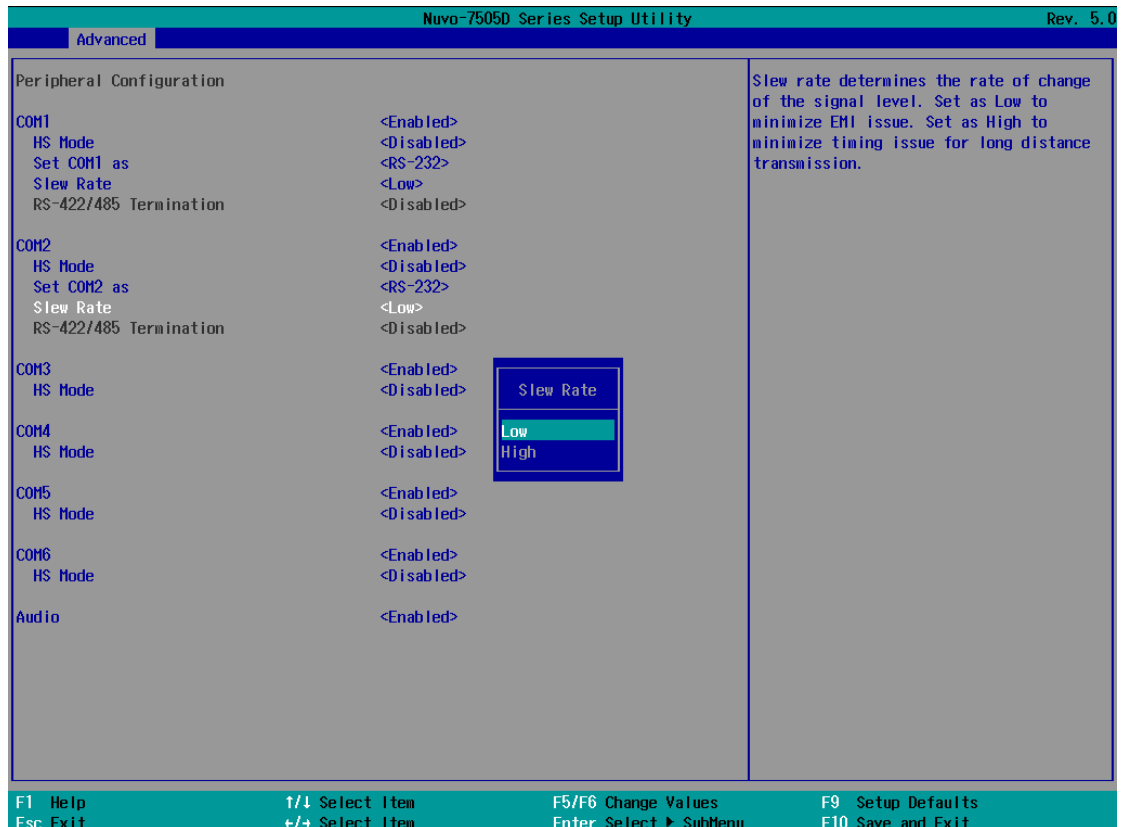 Nuvo-7505D Series Setup Utility Rev. 5.0
Advanced
Peripheral Configuration
COM1 <Enabled>
HS Mode <Disabled>
Set COM1 as <RS-232>
Slew Rate <Low>
RS-422/485 Termination <Disabled>
COM2 <Enabled>
HS Mode <Disabled>
Set COM2 as <RS-232>
Slew Rate <Low>
RS-422/485 Termination <Disabled>
COM3 <Enabled>
HS Mode <Disabled>
COM4 <Enabled>
HS Mode <Disabled>
COM5 <Enabled>
HS Mode <Disabled>
COM6 <Enabled>
HS Mode <Disabled>
Audio <Enabled>
Slew Rate
Low
High
Slew rate determines the rate of change
of the signal level. Set as Low to
minimize EMI issue. Set as High to
minimize timing issue for long distance
transmission.
F1 Help ↑/↓ Select Item F5/F6 Change Values F9 Setup Defaults
Esc Exit ←/→ Select Item Enter Select ▶ SubMenu F10 Save and Exit